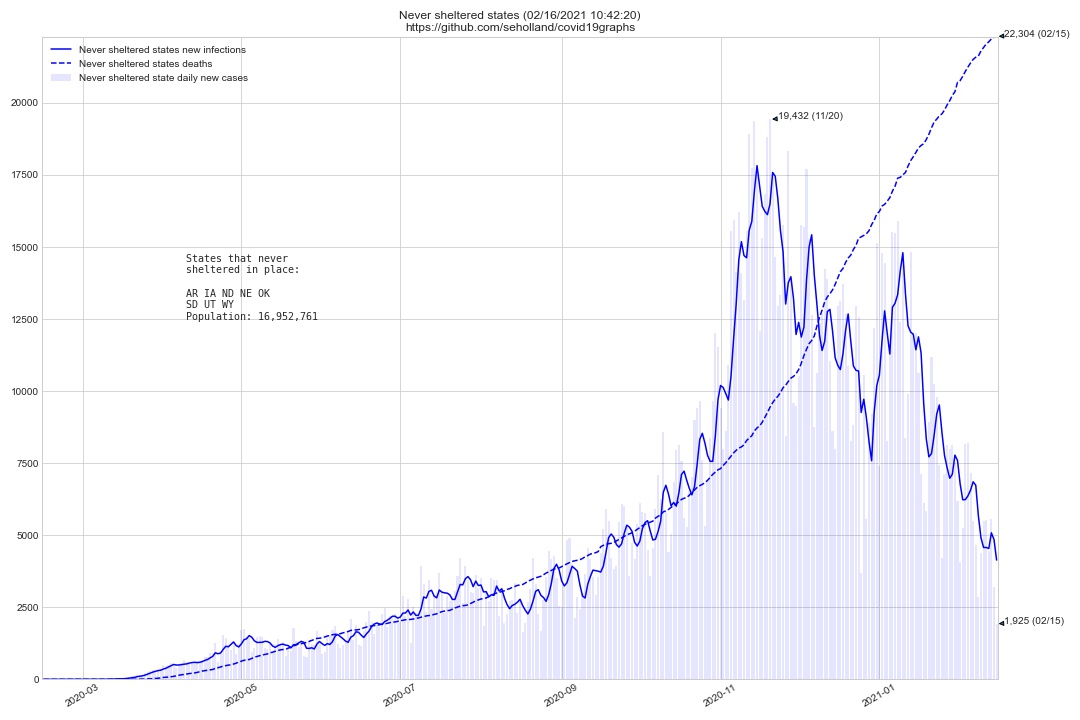 Never sheltered states (02/16/2021 10:42:20)
https://github.com/seholland/covid19graphs
Never sheltered states new infections
Never sheltered states deaths
Never sheltered state daily new cases
22,304 (02/15)
20000
19,432 (11/20)
17500
15000
States that never
sheltered in place:
AR IA ND NE OK
SD UT WY
Population: 16,952,761
12500
10000
7500
5000
2500
1,925 (02/15)
0
2020-03
2020-05
2020-07
2020-09
2020-11
2021-01